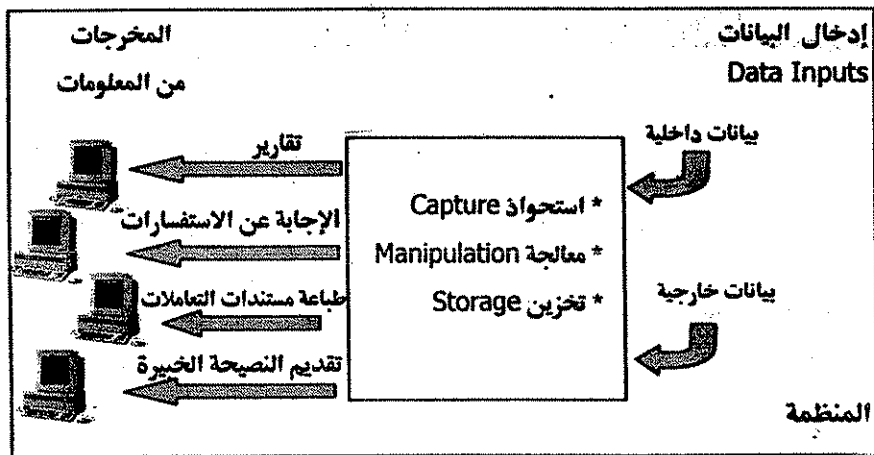 إدخال البيانات
Data Inputs
المخرجات
من المعلومات
بيانات داخلية
بيانات خارجية
* استحواذ Capture
* معالجة Manipulation
* تخزين Storage
تقارير
الإجابة عن الاستفسارات
طباعة مستندات التعاملات
تقديم النصيحة الخبيرة
المنظمة